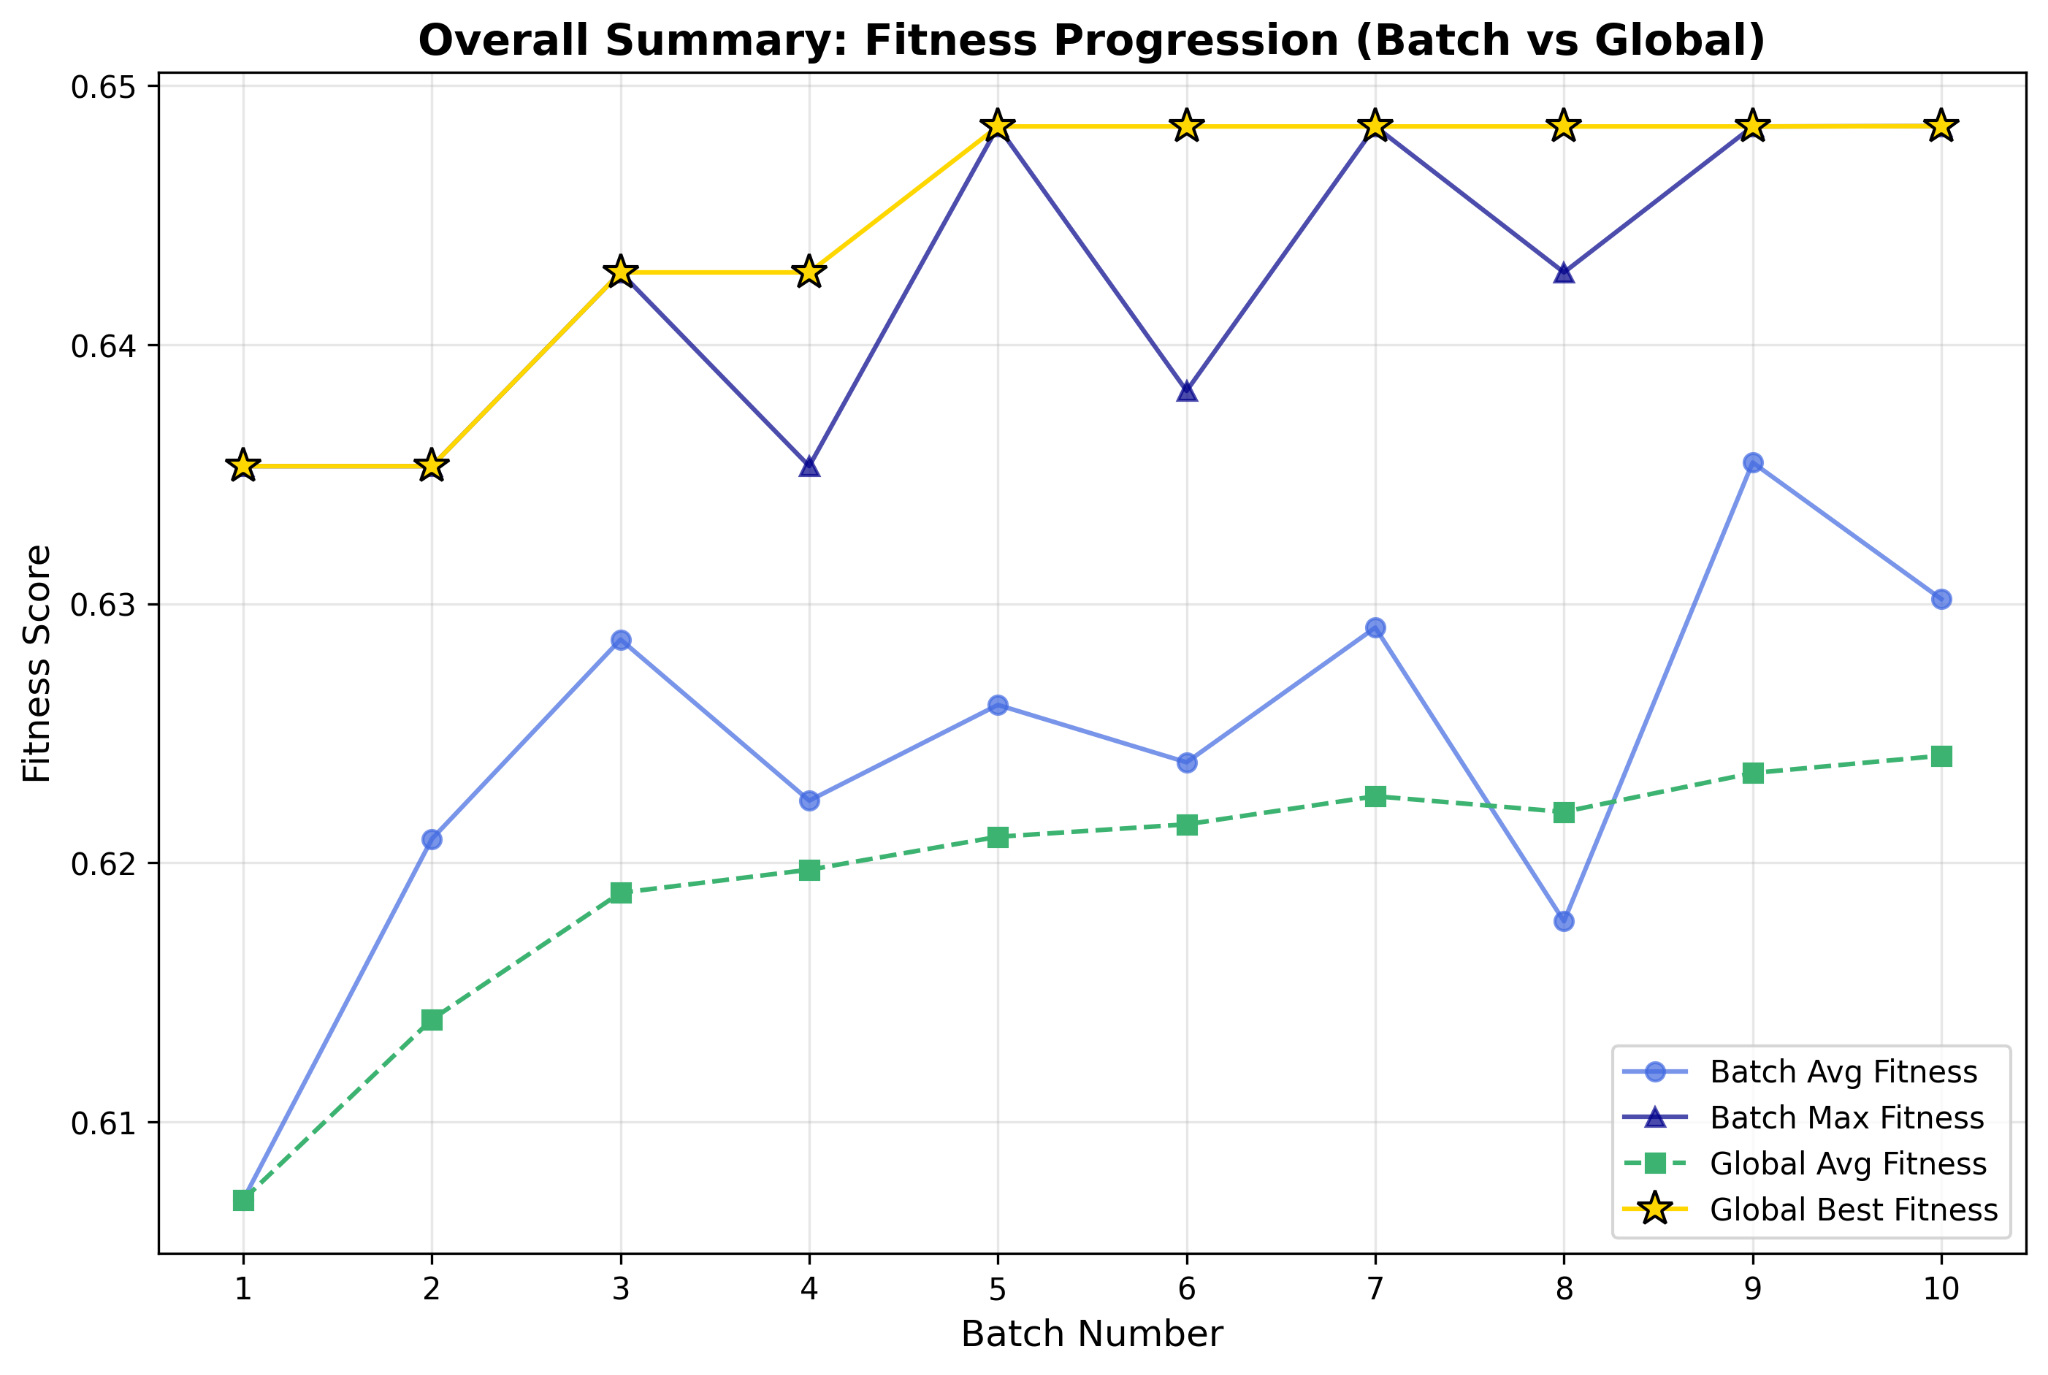 Overall Summary: Fitness Progression (Batch vs Global)
0.65
0.64
0.63
0.62
0.61
Fitness Score
1 2 3 4 5 6 7 8 9 10
Batch Number
Batch Avg Fitness
Batch Max Fitness
Global Avg Fitness
Global Best Fitness